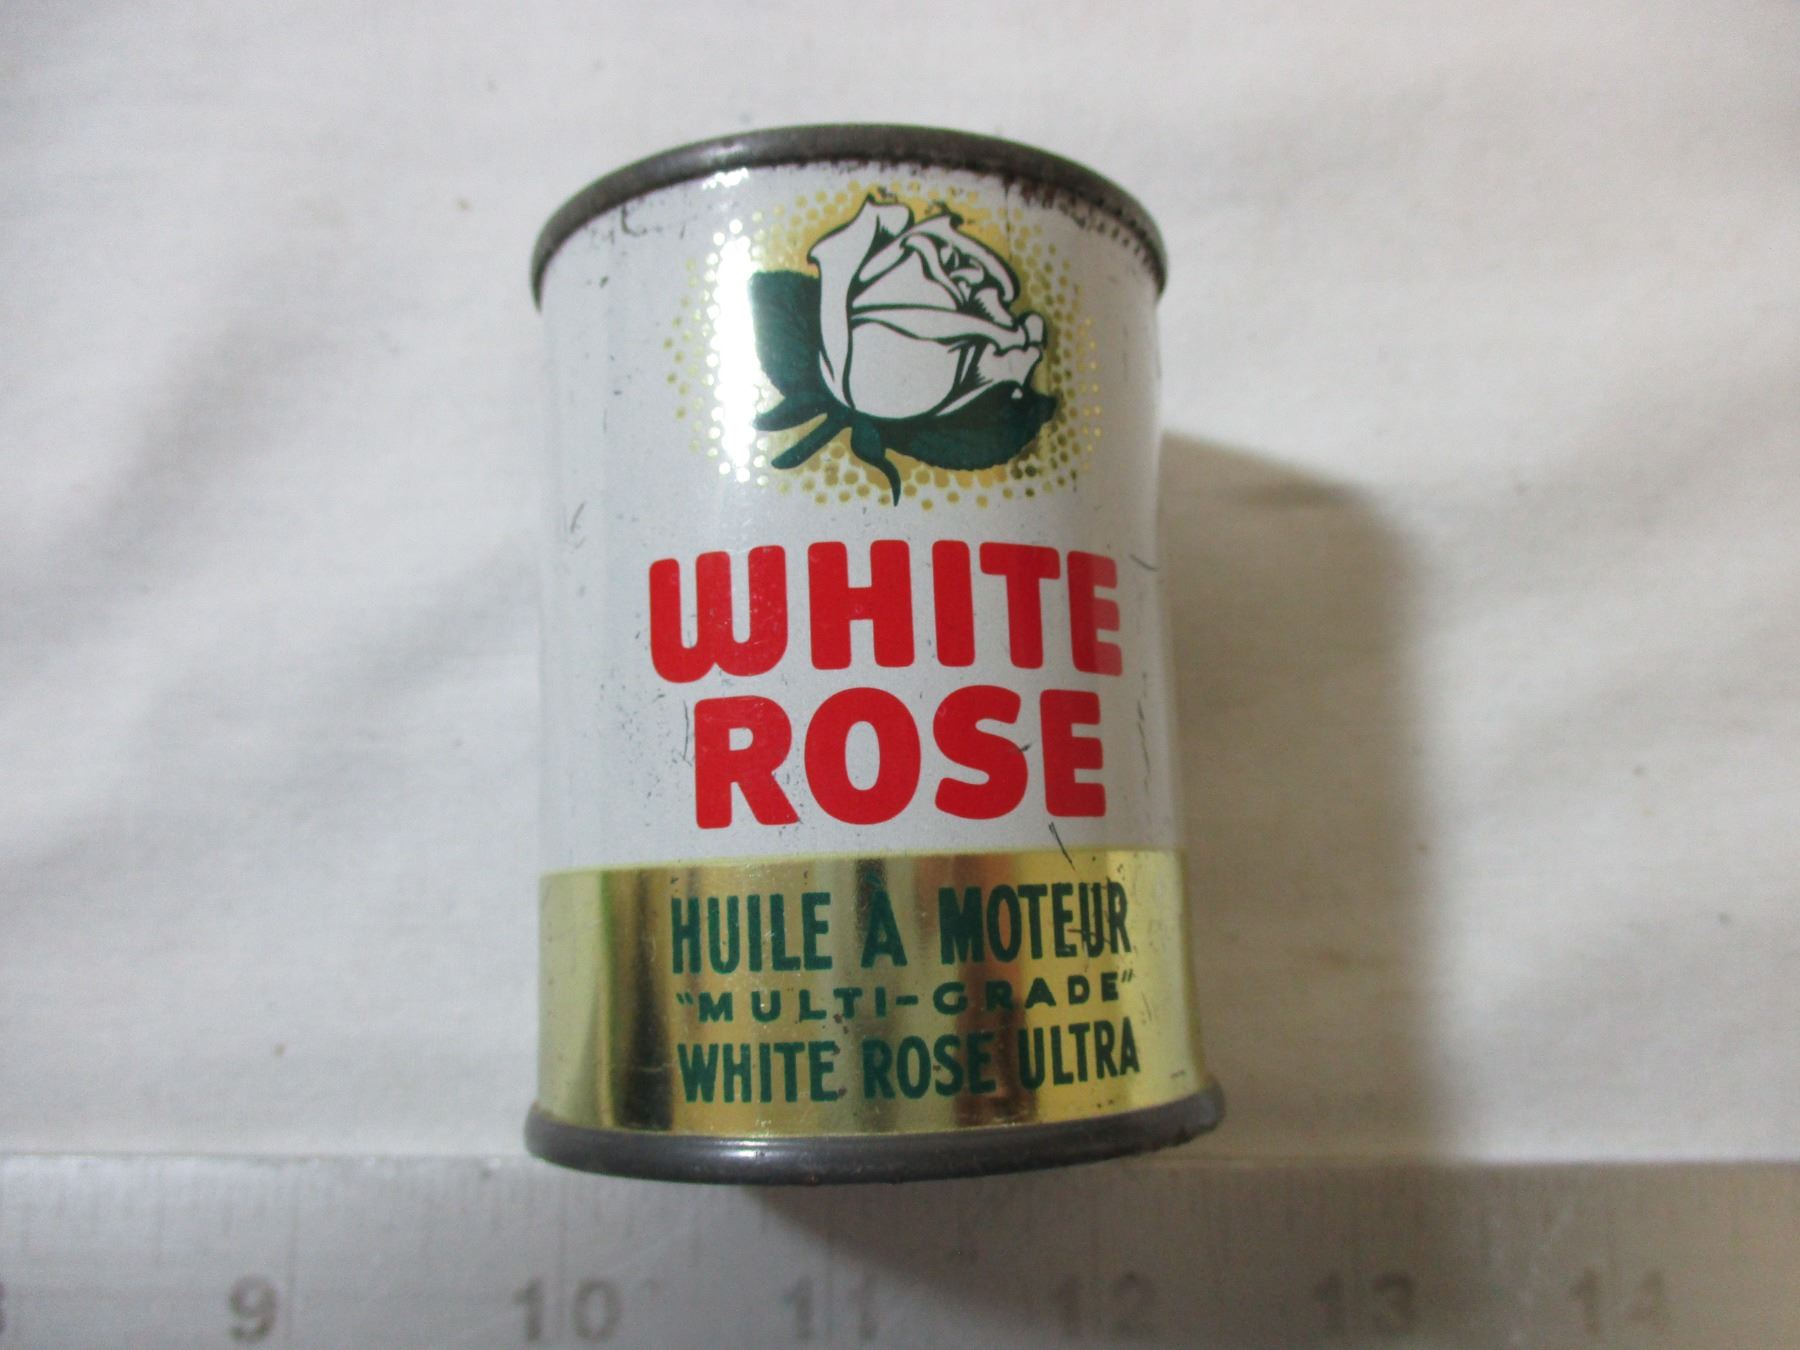 WHITE
ROSE
HUILE À MOTEUR
"MULTI-GRADE"
WHITE ROSE ULTRA
9 10 11 12 13 14